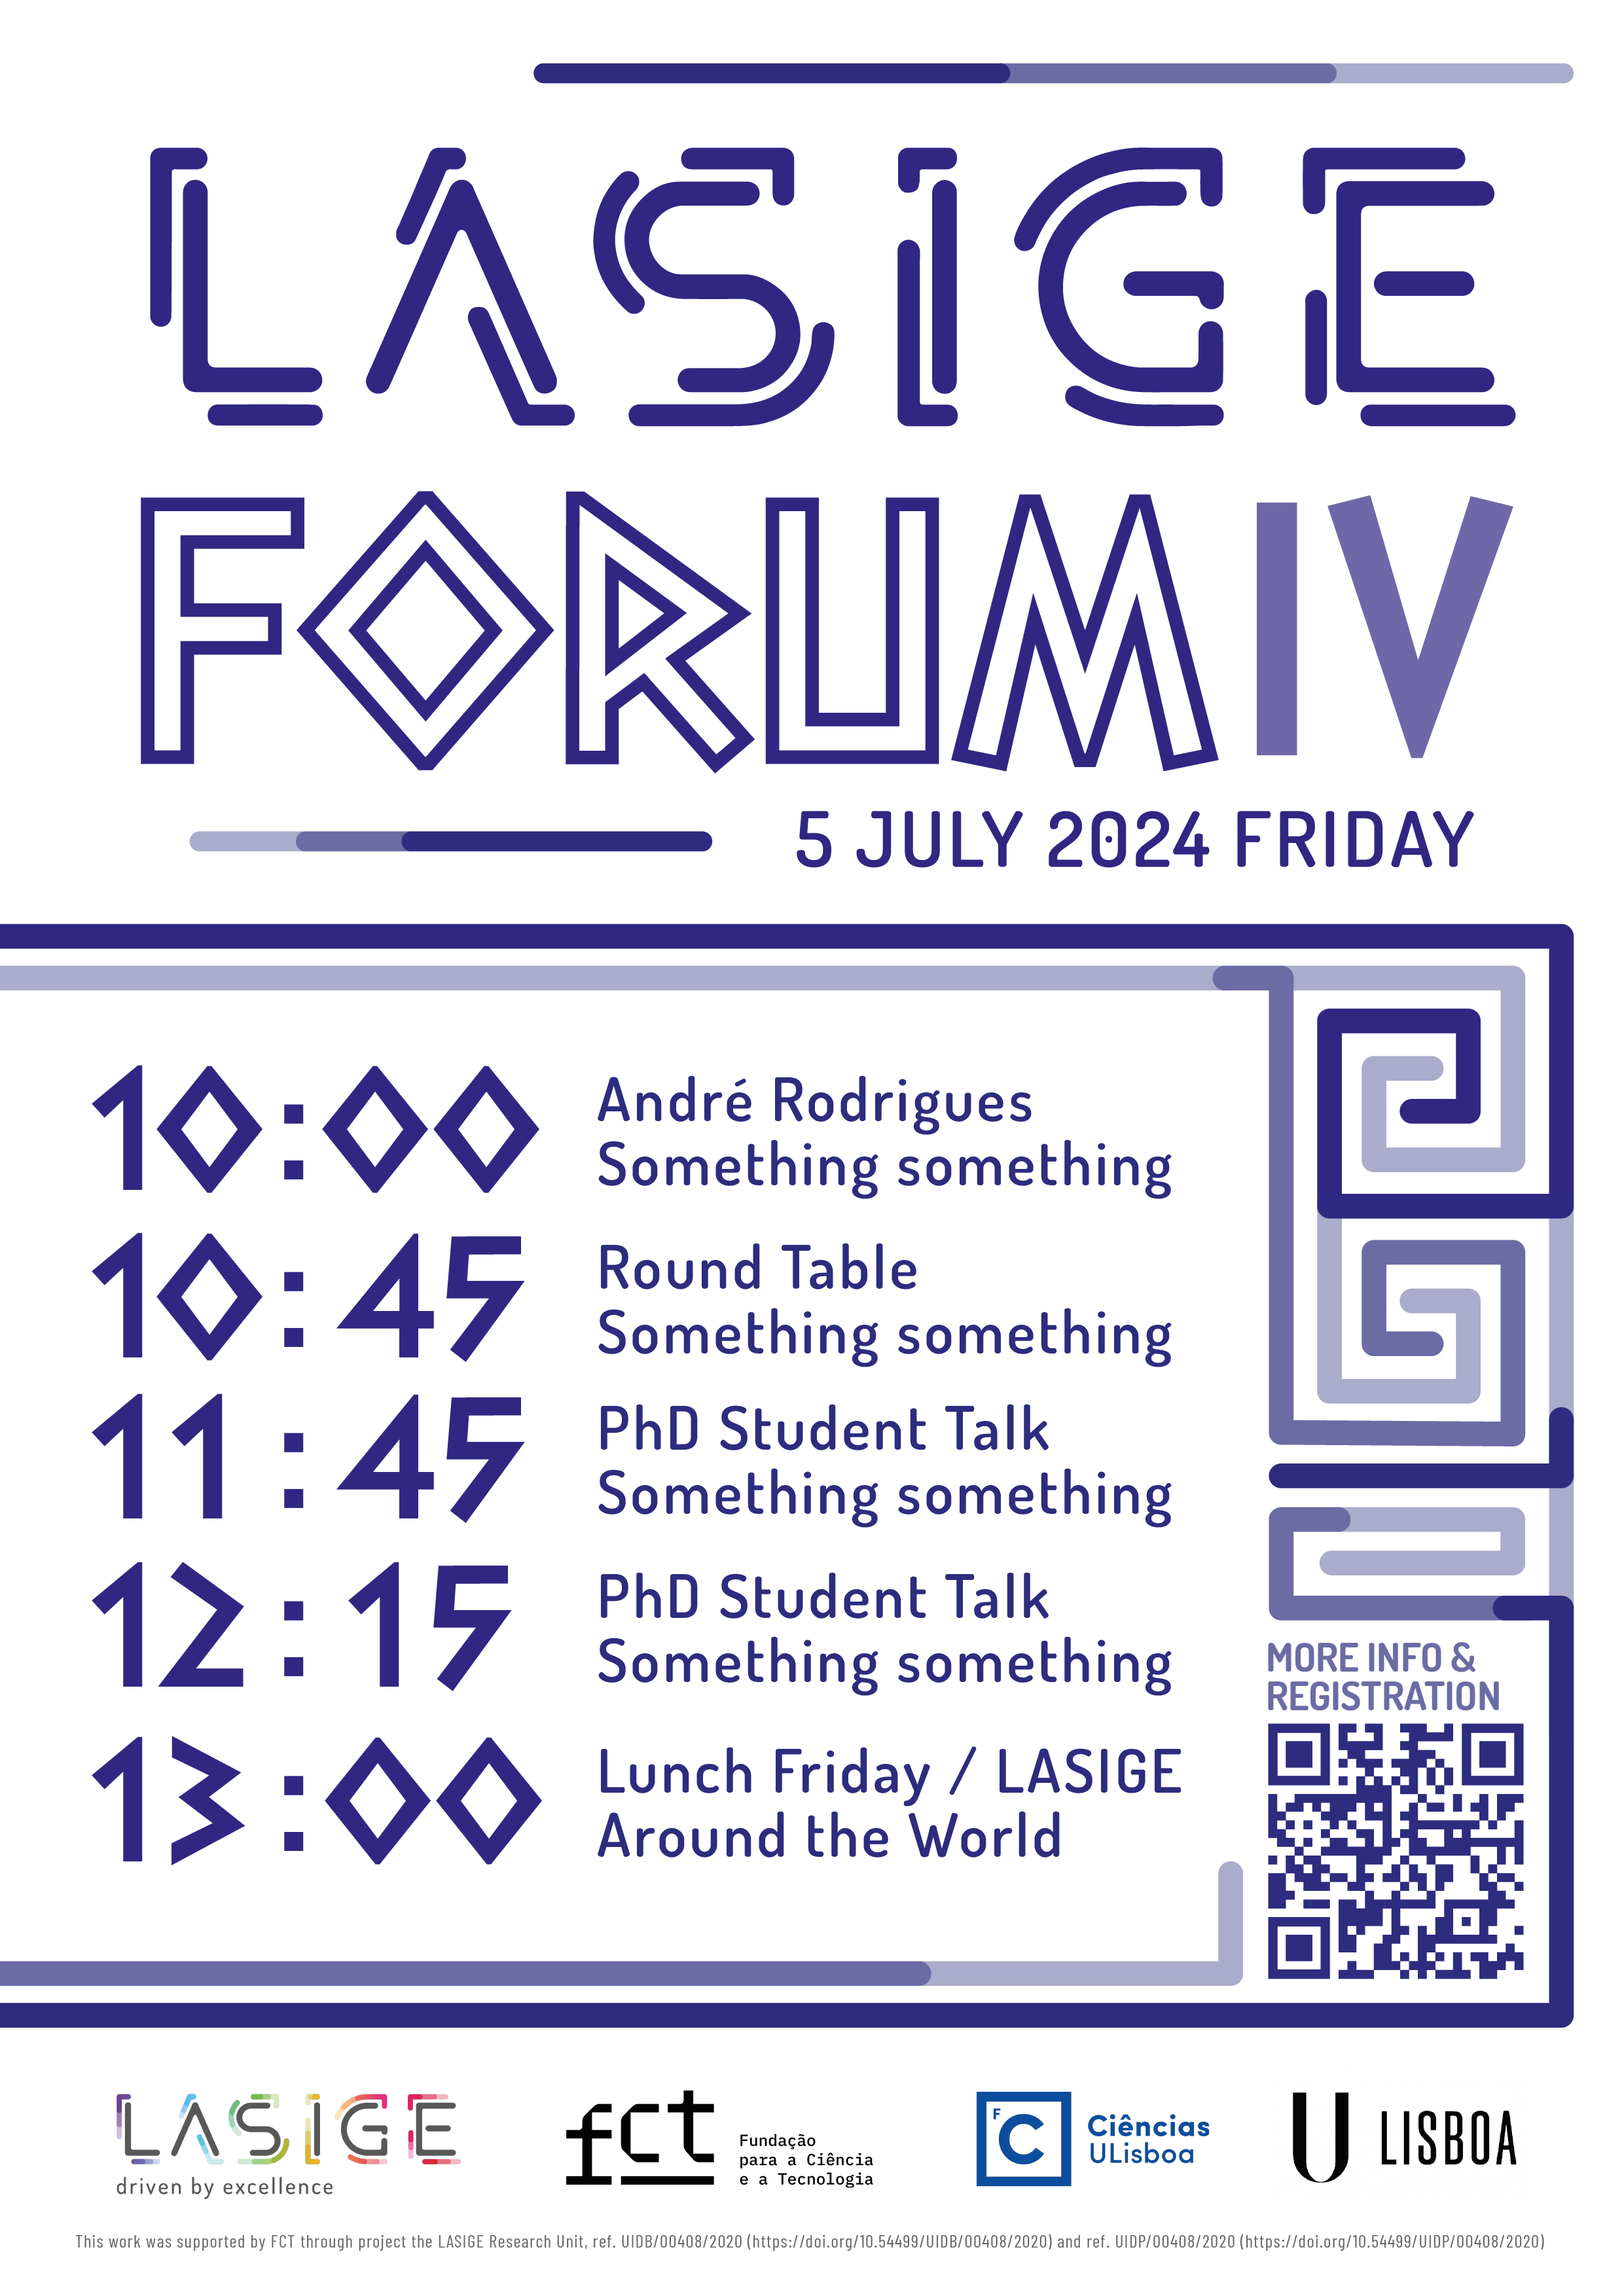 LASIGE
FORUM IV
5 JULY 2024 FRIDAY
10:00
André Rodrigues
Something something
10:45
Round Table
Something something
11:45
PhD Student Talk
Something something
12:15
PhD Student Talk
Something something
13:00
Lunch Friday / LASIGE
Around the World
MORE INFO &
REGISTRATION
LASIGE
driven by excellence
fct
Fundação
para a Ciência
e a Tecnologia
F
C
Ciências
ULisboa
U LISBOA
This work was supported by FCT through project the LASIGE Research Unit, ref. UIDB/00408/2020 (https://doi.org/10.54499/UIDB/00408/2020) and ref. UIDP/00408/2020 (https://doi.org/10.54499/UIDP/00408/2020)